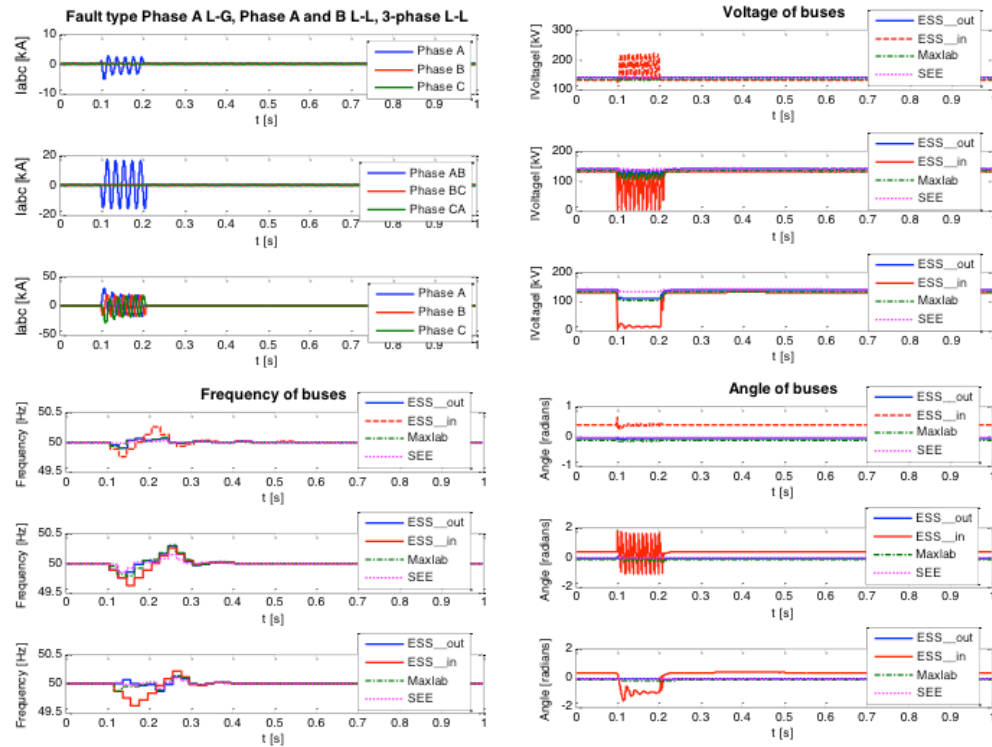 Fault type Phase A L-G, Phase A and B L-L, 3-phase L-L
Iabc [kA]
10
0
-10
Phase A
Phase B
Phase C
0 0.1 0.2 0.3 0.4 0.5 0.6 0.7 0.8 0.9 1
t [s]
Iabc [kA]
20
0
-20
Phase AB
Phase BC
Phase CA
0 0.1 0.2 0.3 0.4 0.5 0.6 0.7 0.8 0.9 1
t [s]
Iabc [kA]
50
0
-50
Phase A
Phase B
Phase C
0 0.1 0.2 0.3 0.4 0.5 0.6 0.7 0.8 0.9 1
t [s]
Voltage of buses
IVoltageI [kV]
300
200
100
ESS__out
ESS__in
Maxlab
SEE
0 0.1 0.2 0.3 0.4 0.5 0.6 0.7 0.8 0.9 1
t [s]
IVoltageI [kV]
200
100
0
ESS__out
ESS__in
Maxlab
SEE
0 0.1 0.2 0.3 0.4 0.5 0.6 0.7 0.8 0.9 1
t [s]
IVoltageI [kV]
200
100
0
ESS__out
ESS__in
Maxlab
SEE
0 0.1 0.2 0.3 0.4 0.5 0.6 0.7 0.8 0.9 1
t [s]
Frequency of buses
Frequency [Hz]
50.5
50
49.5
ESS__out
ESS__in
Maxlab
SEE
0 0.1 0.2 0.3 0.4 0.5 0.6 0.7 0.8 0.9 1
t [s]
Frequency [Hz]
50.5
50
49.5
ESS__out
ESS__in
Maxlab
SEE
0 0.1 0.2 0.3 0.4 0.5 0.6 0.7 0.8 0.9 1
t [s]
Frequency [Hz]
50.5
50
49.5
ESS__out
ESS__in
Maxlab
SEE
0 0.1 0.2 0.3 0.4 0.5 0.6 0.7 0.8 0.9 1
t [s]
Angle of buses
Angle [radians]
1
0
-1
ESS__out
ESS__in
Maxlab
SEE
0 0.1 0.2 0.3 0.4 0.5 0.6 0.7 0.8 0.9 1
t [s]
Angle [radians]
2
0
-2
ESS__out
ESS__in
Maxlab
SEE
0 0.1 0.2 0.3 0.4 0.5 0.6 0.7 0.8 0.9 1
t [s]
Angle [radians]
2
0
-2
ESS__out
ESS__in
Maxlab
SEE
0 0.1 0.2 0.3 0.4 0.5 0.6 0.7 0.8 0.9 1
t [s]